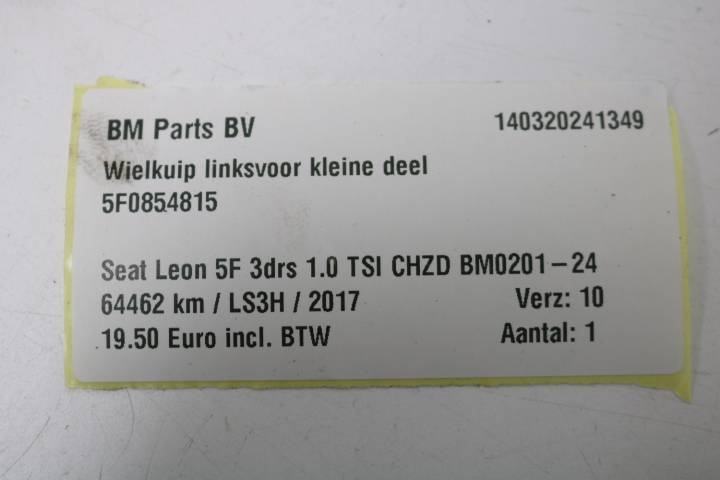 BM Parts BV 140320241349
Wielkuip linksvoor kleine deel
5F0854815
Seat Leon 5F 3drs 1.0 TSI CHZD BM0201-24
64462 km / LS3H / 2017 Verz: 10
19.50 Euro incl. BTW Aantal: 1